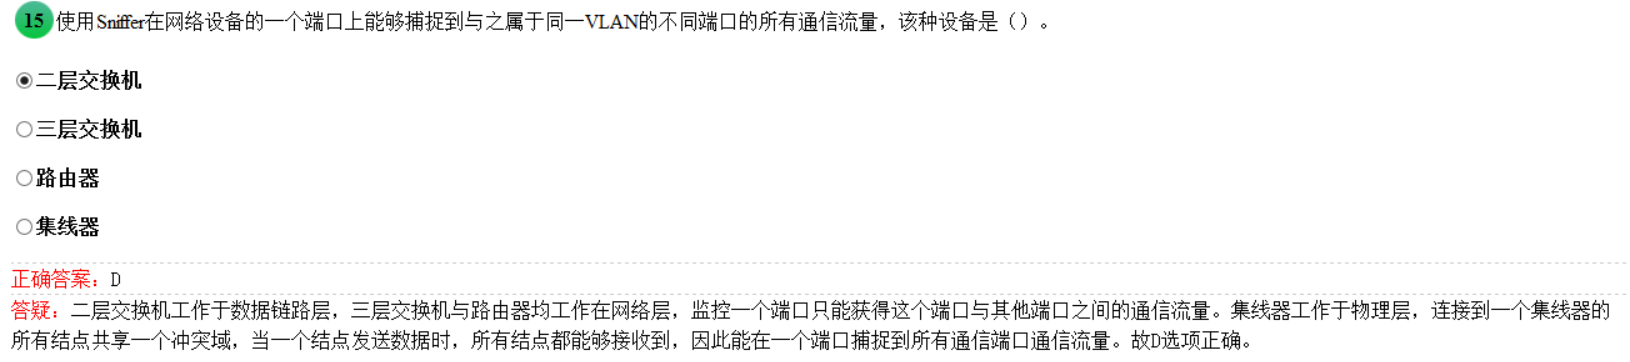 15 使用Sniffer在网络设备的一个端口上能够捕捉到与之属于同一VLAN的不同端口的所有通信流量，该种设备是（）。
二层交换机
三层交换机
路由器
集线器
正确答案：D
答疑：二层交换机工作于数据链路层，三层交换机与路由器均工作在网络层，监控一个端口只能获得这个端口与其他端口之间的通信流量。集线器工作于物理层，连接到一个集线器的
所有结点共享一个冲突域，当一个结点发送数据时，所有结点都能够接收到，因此能在一个端口捕捉到所有通信端口通信流量。故D选项正确。